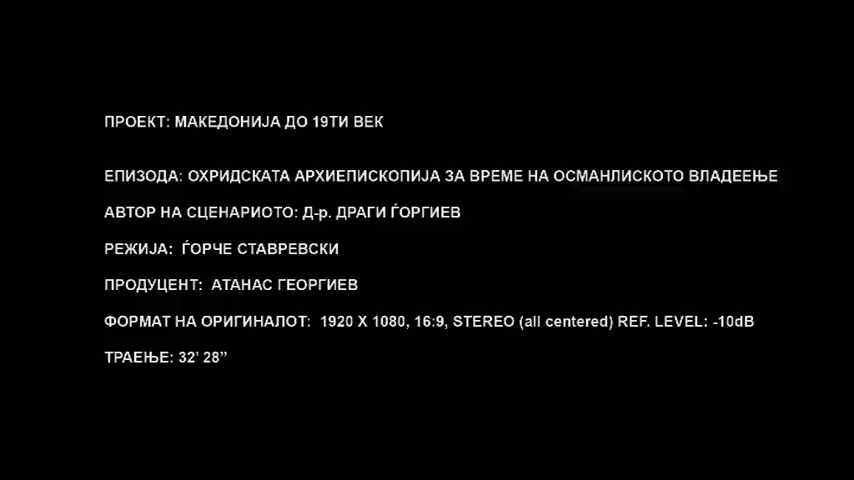 ПРОЕКТ: МАКЕДОНИЈА ДО 19ТИ ВЕК
ЕПИЗОДА: ОХРИДСКАТА АРХИЕПИСКОПИЈА ЗА ВРЕМЕ НА ОСМАНЛИСКОТО ВЛАДЕЕЊЕ
АВТОР НА СЦЕНАРИОТО: Д-р. ДРАГИ ЃОРГИЕВ
РЕЖИЈА: ЃОРЧЕ СТАВРЕВСКИ
ПРОДУЦЕНТ: АТАНАС ГЕОРГИЕВ
ФОРМАТ НА ОРИГИНАЛОТ: 1920 X 1080, 16:9, STEREO (all centered) REF. LEVEL: -10dB
ТРАЕЊЕ: 32' 28”